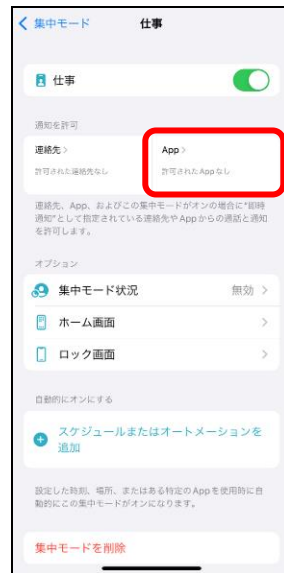 集中モード 仕事
仕事
通知を許可
連絡先 App
許可された連絡先なし 許可されたAppなし
連絡先、App、およびこの集中モードがオンの場合に"即時
通知"として指定されている連絡先やAppからの通話と通知
を許可します。
オプション
集中モード状況 無効
ホーム画面
ロック画面
自動的にオンにする
スケジュールまたはオートメーションを
追加
設定した時刻、場所、またはある特定のAppを使用時に自
動的にこの集中モードがオンになります。
集中モードを削除